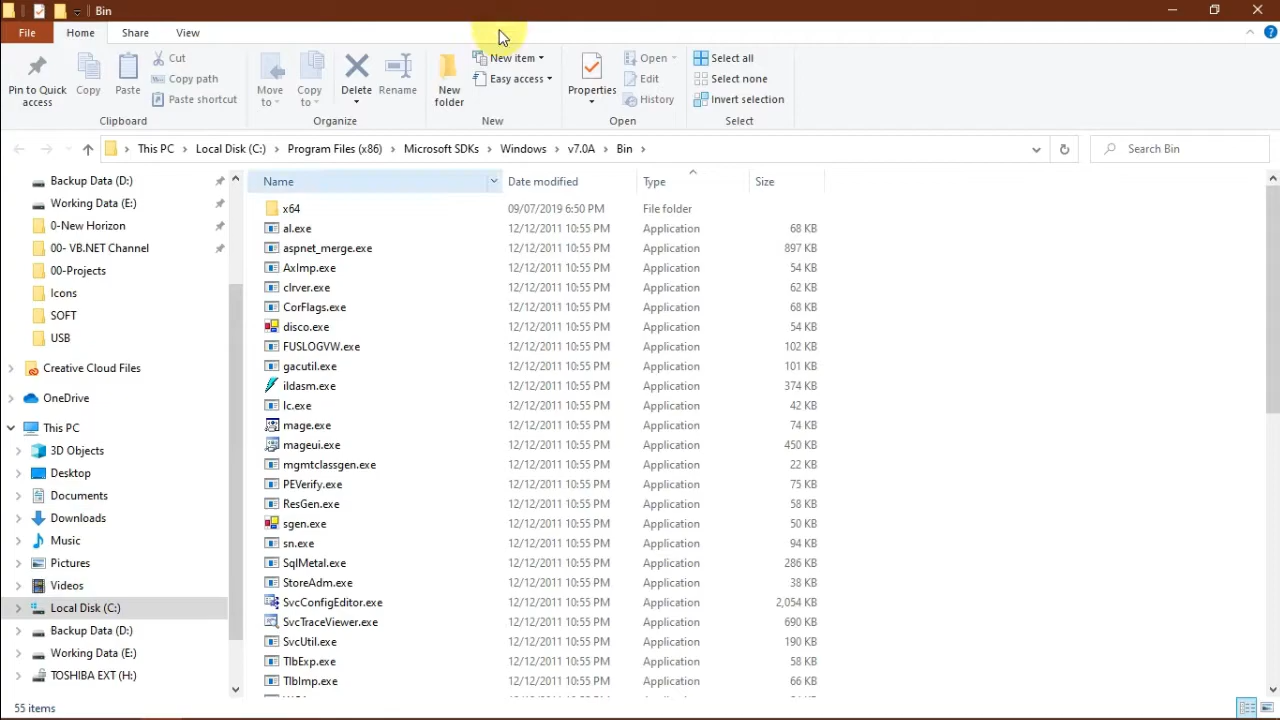 Bin
File Home Share View
Pin to Quick access
Copy
Paste
Cut
Copy path
Paste shortcut
Clipboard
Move to
Copy to
Delete
Rename
Organize
New folder
New item
Easy access
New
Properties
Open
Edit
History
Open
Select all
Select none
Invert selection
Select
This PC Local Disk (C:) Program Files (x86) Microsoft SDKs Windows v7.0A Bin
Search Bin
Backup Data (D:)
Working Data (E:)
0-New Horizon
00- VB.NET Channel
00-Projects
Icons
SOFT
USB
Creative Cloud Files
OneDrive
This PC
3D Objects
Desktop
Documents
Downloads
Music
Pictures
Videos
Local Disk (C:)
Backup Data (D:)
Working Data (E:)
TOSHIBA EXT (H:)
Name Date modified Type Size
x64 09/07/2019 6:50 PM File folder
al.exe 12/12/2011 10:55 PM Application 68 KB
aspnet_merge.exe 12/12/2011 10:55 PM Application 897 KB
AxImp.exe 12/12/2011 10:55 PM Application 54 KB
clrver.exe 12/12/2011 10:55 PM Application 62 KB
CorFlags.exe 12/12/2011 10:55 PM Application 68 KB
disco.exe 12/12/2011 10:55 PM Application 54 KB
FUSLOGVW.exe 12/12/2011 10:55 PM Application 102 KB
gacutil.exe 12/12/2011 10:55 PM Application 101 KB
ildasm.exe 12/12/2011 10:55 PM Application 374 KB
lc.exe 12/12/2011 10:55 PM Application 42 KB
mage.exe 12/12/2011 10:55 PM Application 74 KB
mageui.exe 12/12/2011 10:55 PM Application 450 KB
mgmtclassgen.exe 12/12/2011 10:55 PM Application 22 KB
PEVerify.exe 12/12/2011 10:55 PM Application 75 KB
ResGen.exe 12/12/2011 10:55 PM Application 58 KB
sgen.exe 12/12/2011 10:55 PM Application 50 KB
sn.exe 12/12/2011 10:55 PM Application 94 KB
SqlMetal.exe 12/12/2011 10:55 PM Application 286 KB
StoreAdm.exe 12/12/2011 10:55 PM Application 38 KB
SvcConfigEditor.exe 12/12/2011 10:55 PM Application 2,054 KB
SvcTraceViewer.exe 12/12/2011 10:55 PM Application 690 KB
SvcUtil.exe 12/12/2011 10:55 PM Application 190 KB
TlbExp.exe 12/12/2011 10:55 PM Application 58 KB
TlbImp.exe 12/12/2011 10:55 PM Application 66 KB
55 items